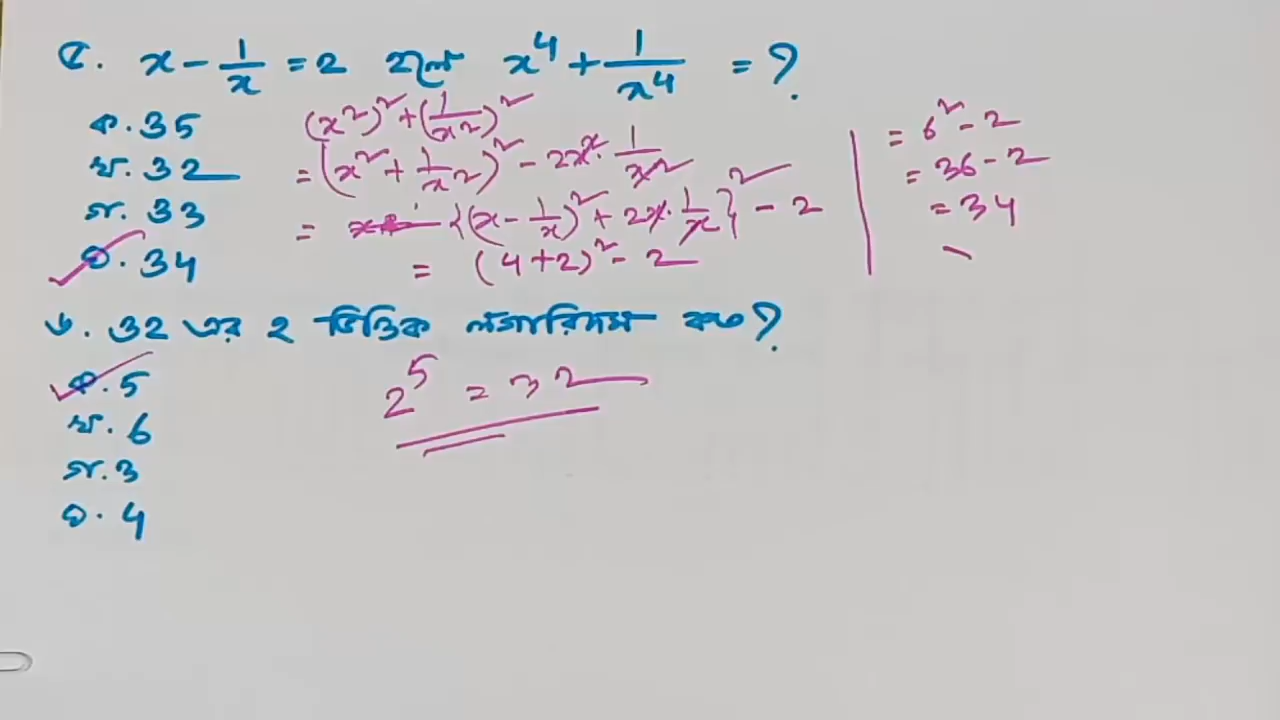 ৫. x - 1/x = 2 হলে x⁴ + 1/x⁴ = ?
ক. 35
খ. 32
গ. 33
ঘ. 34
(x²)² + (1/x²)²
= (x² + 1/x²)² - 2x². 1/x²
= {(x - 1/x)² + 2x. 1/x}² - 2
= (4+2)² - 2
= 6² - 2
= 36 - 2
= 34
৬. 32 এর 2 ভিত্তিক লগারিদম কত?
ক. 5
খ. 6
গ. 3
ঘ. 4
2⁵ = 32